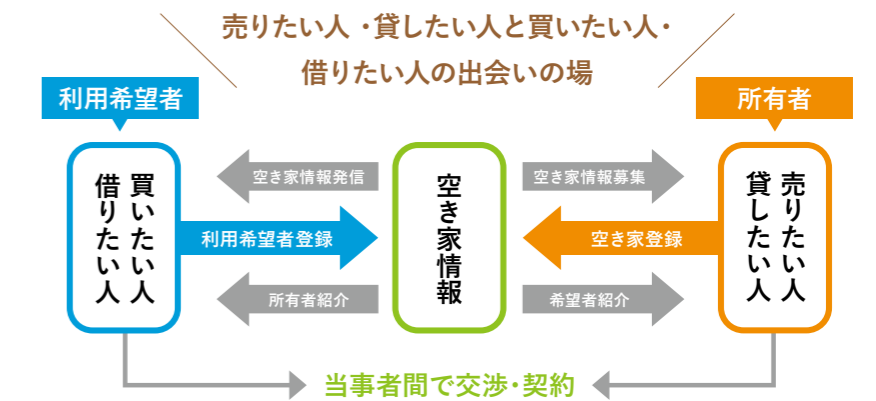 売りたい人・貸したい人と買いたい人・
借りたい人の出会いの場
利用希望者
所有者
買いたい人
借りたい人
空き家情報発信
利用希望者登録
所有者紹介
空き家情報
空き家情報募集
空き家登録
希望者紹介
売りたい人
貸したい人
当事者間で交渉・契約